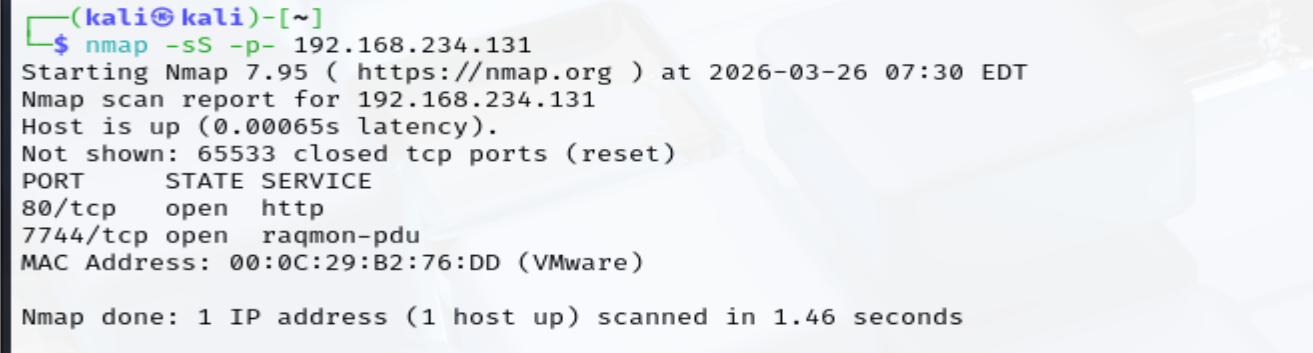 ┌──(kali㉿kali)-[~]
└─$ nmap -sS -p- 192.168.234.131
Starting Nmap 7.95 ( https://nmap.org ) at 2026-03-26 07:30 EDT
Nmap scan report for 192.168.234.131
Host is up (0.00065s latency).
Not shown: 65533 closed tcp ports (reset)
PORT     STATE SERVICE
80/tcp   open  http
7744/tcp open  raqmon-pdu
MAC Address: 00:0C:29:B2:76:DD (VMware)

Nmap done: 1 IP address (1 host up) scanned in 1.46 seconds